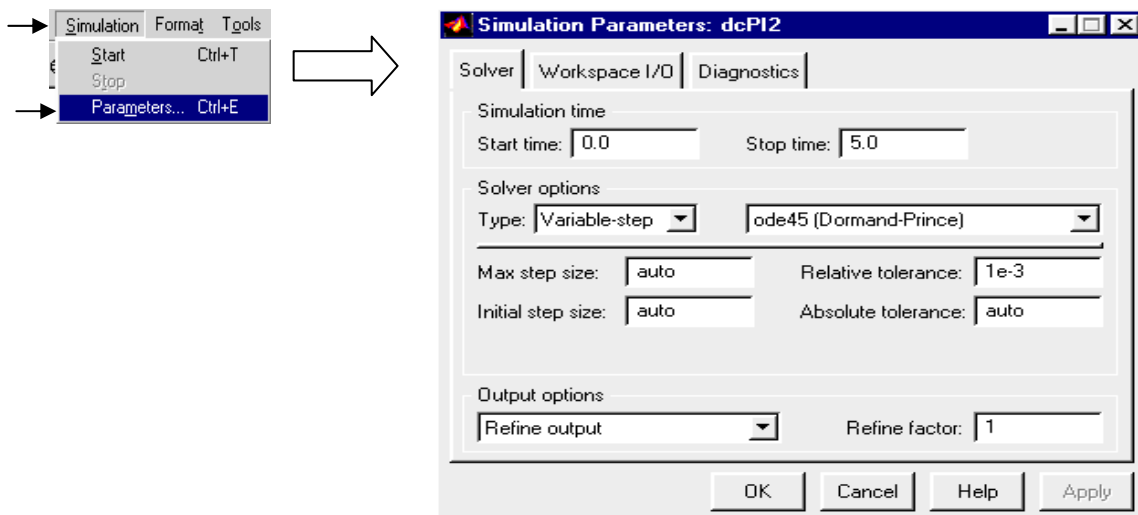 Simulation Format Tools
Start Ctrl+T
Stop
Parameters... Ctrl+E
Simulation Parameters: dcPI2
Solver Workspace I/O Diagnostics
Simulation time
Start time: 0.0 Stop time: 5.0
Solver options
Type: Variable-step ode45 (Dormand-Prince)
Max step size: auto Relative tolerance: 1e-3
Initial step size: auto Absolute tolerance: auto
Output options
Refine output Refine factor: 1
OK Cancel Help Apply